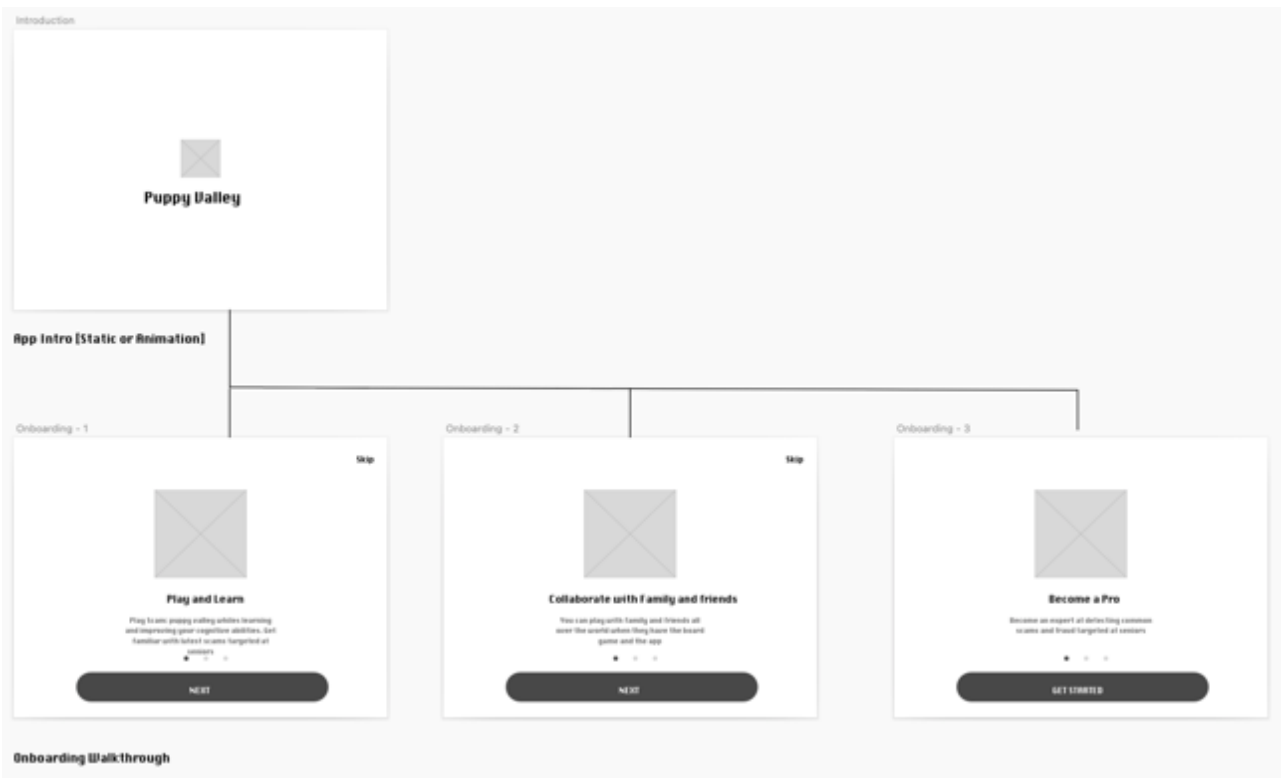 Introduction
Puppy Valley
App Intro [Static or Animation]
Onboarding - 1
Skip
Play and Learn
Play Scam: puppy valley whiles learning
and improving your cognitive abilities. Get
familiar with latest scams targeted at
seniors
NEXT
Onboarding - 2
Skip
Collaborate with Family and friends
You can play with family and friends all
over the world when they have the board
game and the app
NEXT
Onboarding - 3
Become a Pro
Become an expert at detecting common
scams and fraud targeted at seniors
GET STARTED
Onboarding Walkthrough